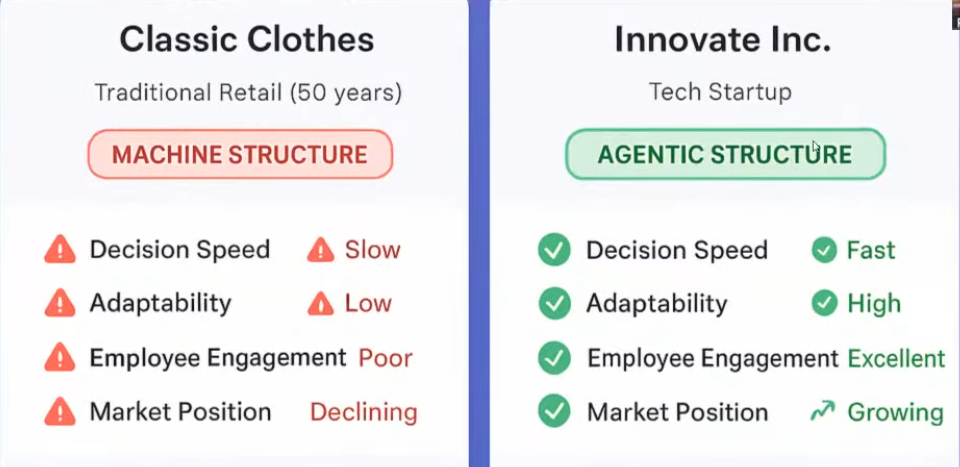 Classic Clothes
Traditional Retail (50 years)
MACHINE STRUCTURE
Decision Speed Slow
Adaptability Low
Employee Engagement Poor
Market Position Declining
Innovate Inc.
Tech Startup
AGENTIC STRUCTURE
Decision Speed Fast
Adaptability High
Employee Engagement Excellent
Market Position Growing